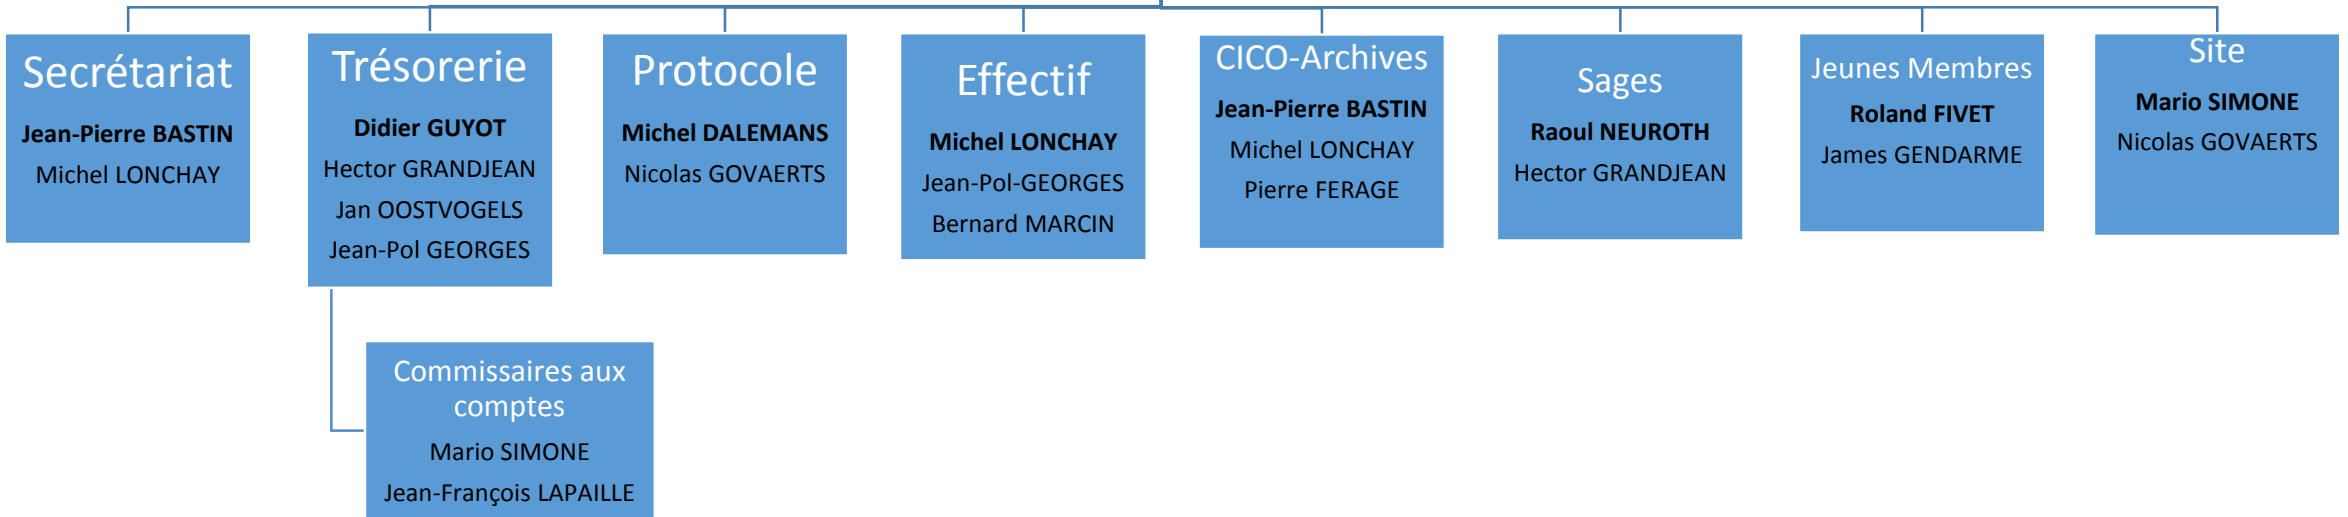 Secrétariat
Jean-Pierre BASTIN
Michel LONCHAY
Trésorerie
Didier GUYOT
Hector GRANDJEAN
Jan OOSTVOGELS
Jean-Pol GEORGES
Protocole
Michel DALEMANS
Nicolas GOVAERTS
Effectif
Michel LONCHAY
Jean-Pol-GEORGES
Bernard MARCIN
CICO-Archives
Jean-Pierre BASTIN
Michel LONCHAY
Pierre FERAGE
Sages
Raoul NEUROTH
Hector GRANDJEAN
Jeunes Membres
Roland FIVET
James GENDARME
Site
Mario SIMONE
Nicolas GOVAERTS
Commissaires aux
comptes
Mario SIMONE
Jean-François LAPAILLE